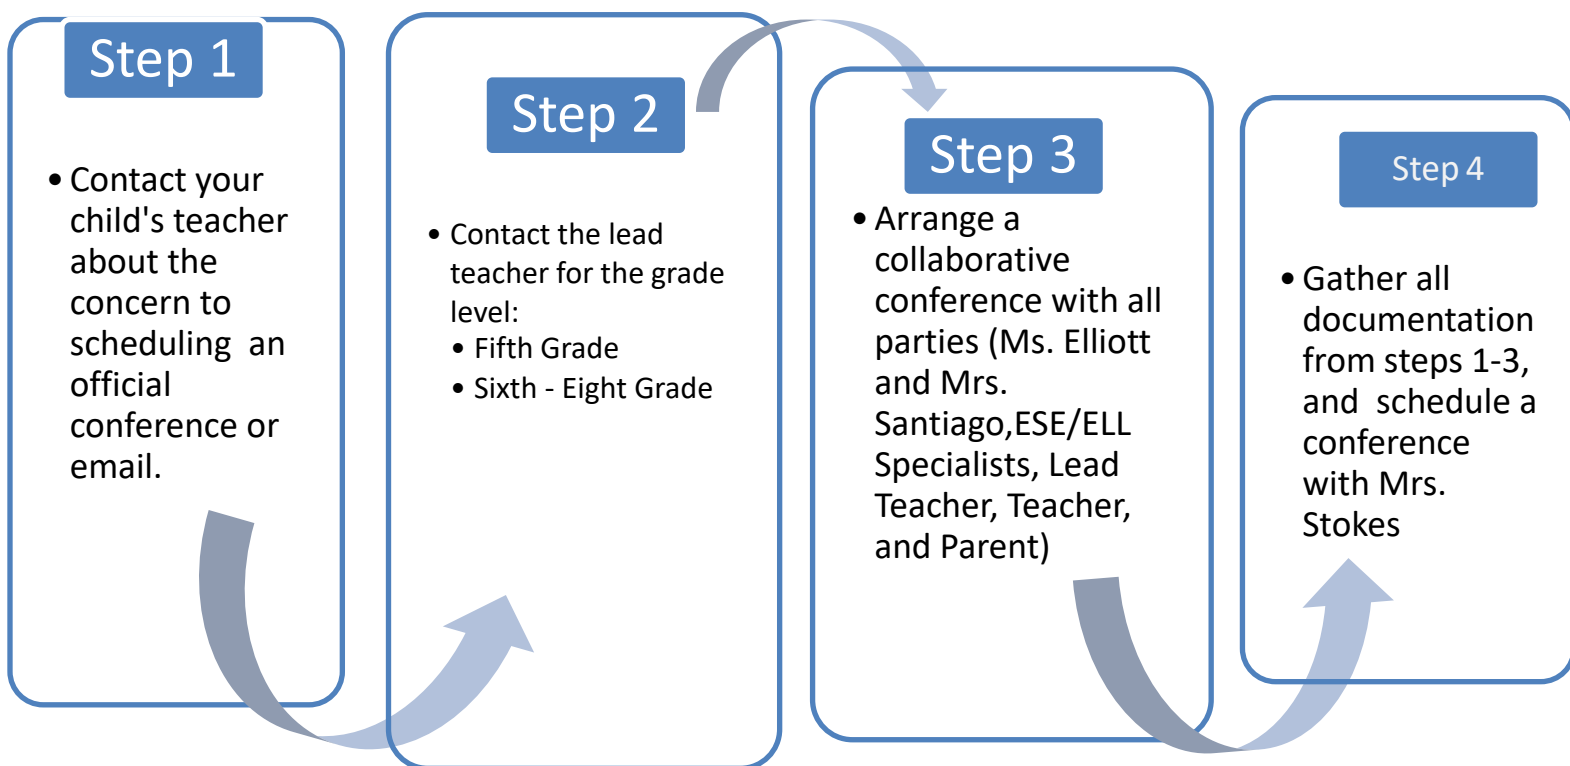 Step 1
• Contact your
child's teacher
about the
concern to
scheduling  an
official
conference or
email.
Step 2
• Contact the lead
teacher for the grade
level:
• Fifth Grade
• Sixth - Eight Grade
Step 3
• Arrange a
collaborative
conference with all
parties (Ms. Elliott
and Mrs.
Santiago,ESE/ELL
Specialists, Lead
Teacher, Teacher,
and Parent)
Step 4
• Gather all
documentation
from steps 1-3,
and  schedule a
conference
with Mrs.
Stokes